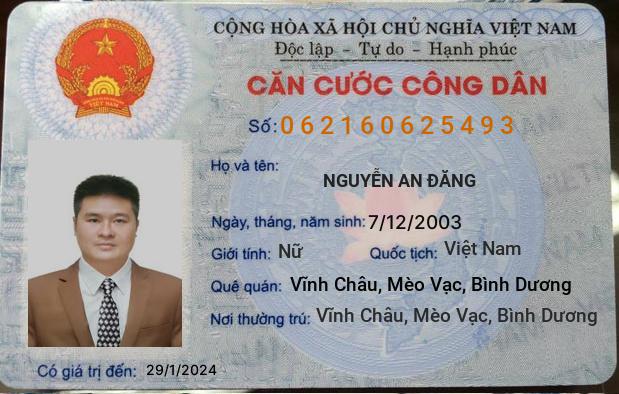 CỘNG HÒA XÃ HỘI CHỦ NGHĨA VIỆT NAM
Độc lập - Tự do - Hạnh phúc
CĂN CƯỚC CÔNG DÂN
Số: 062160625493
Họ và tên:
NGUYỄN AN ĐĂNG
Ngày, tháng, năm sinh: 7/12/2003
Giới tính: Nữ Quốc tịch: Việt Nam
Quê quán: Vĩnh Châu, Mèo Vạc, Bình Dương
Nơi thường trú: Vĩnh Châu, Mèo Vạc, Bình Dương
Có giá trị đến: 29/1/2024
VIỆT NAM